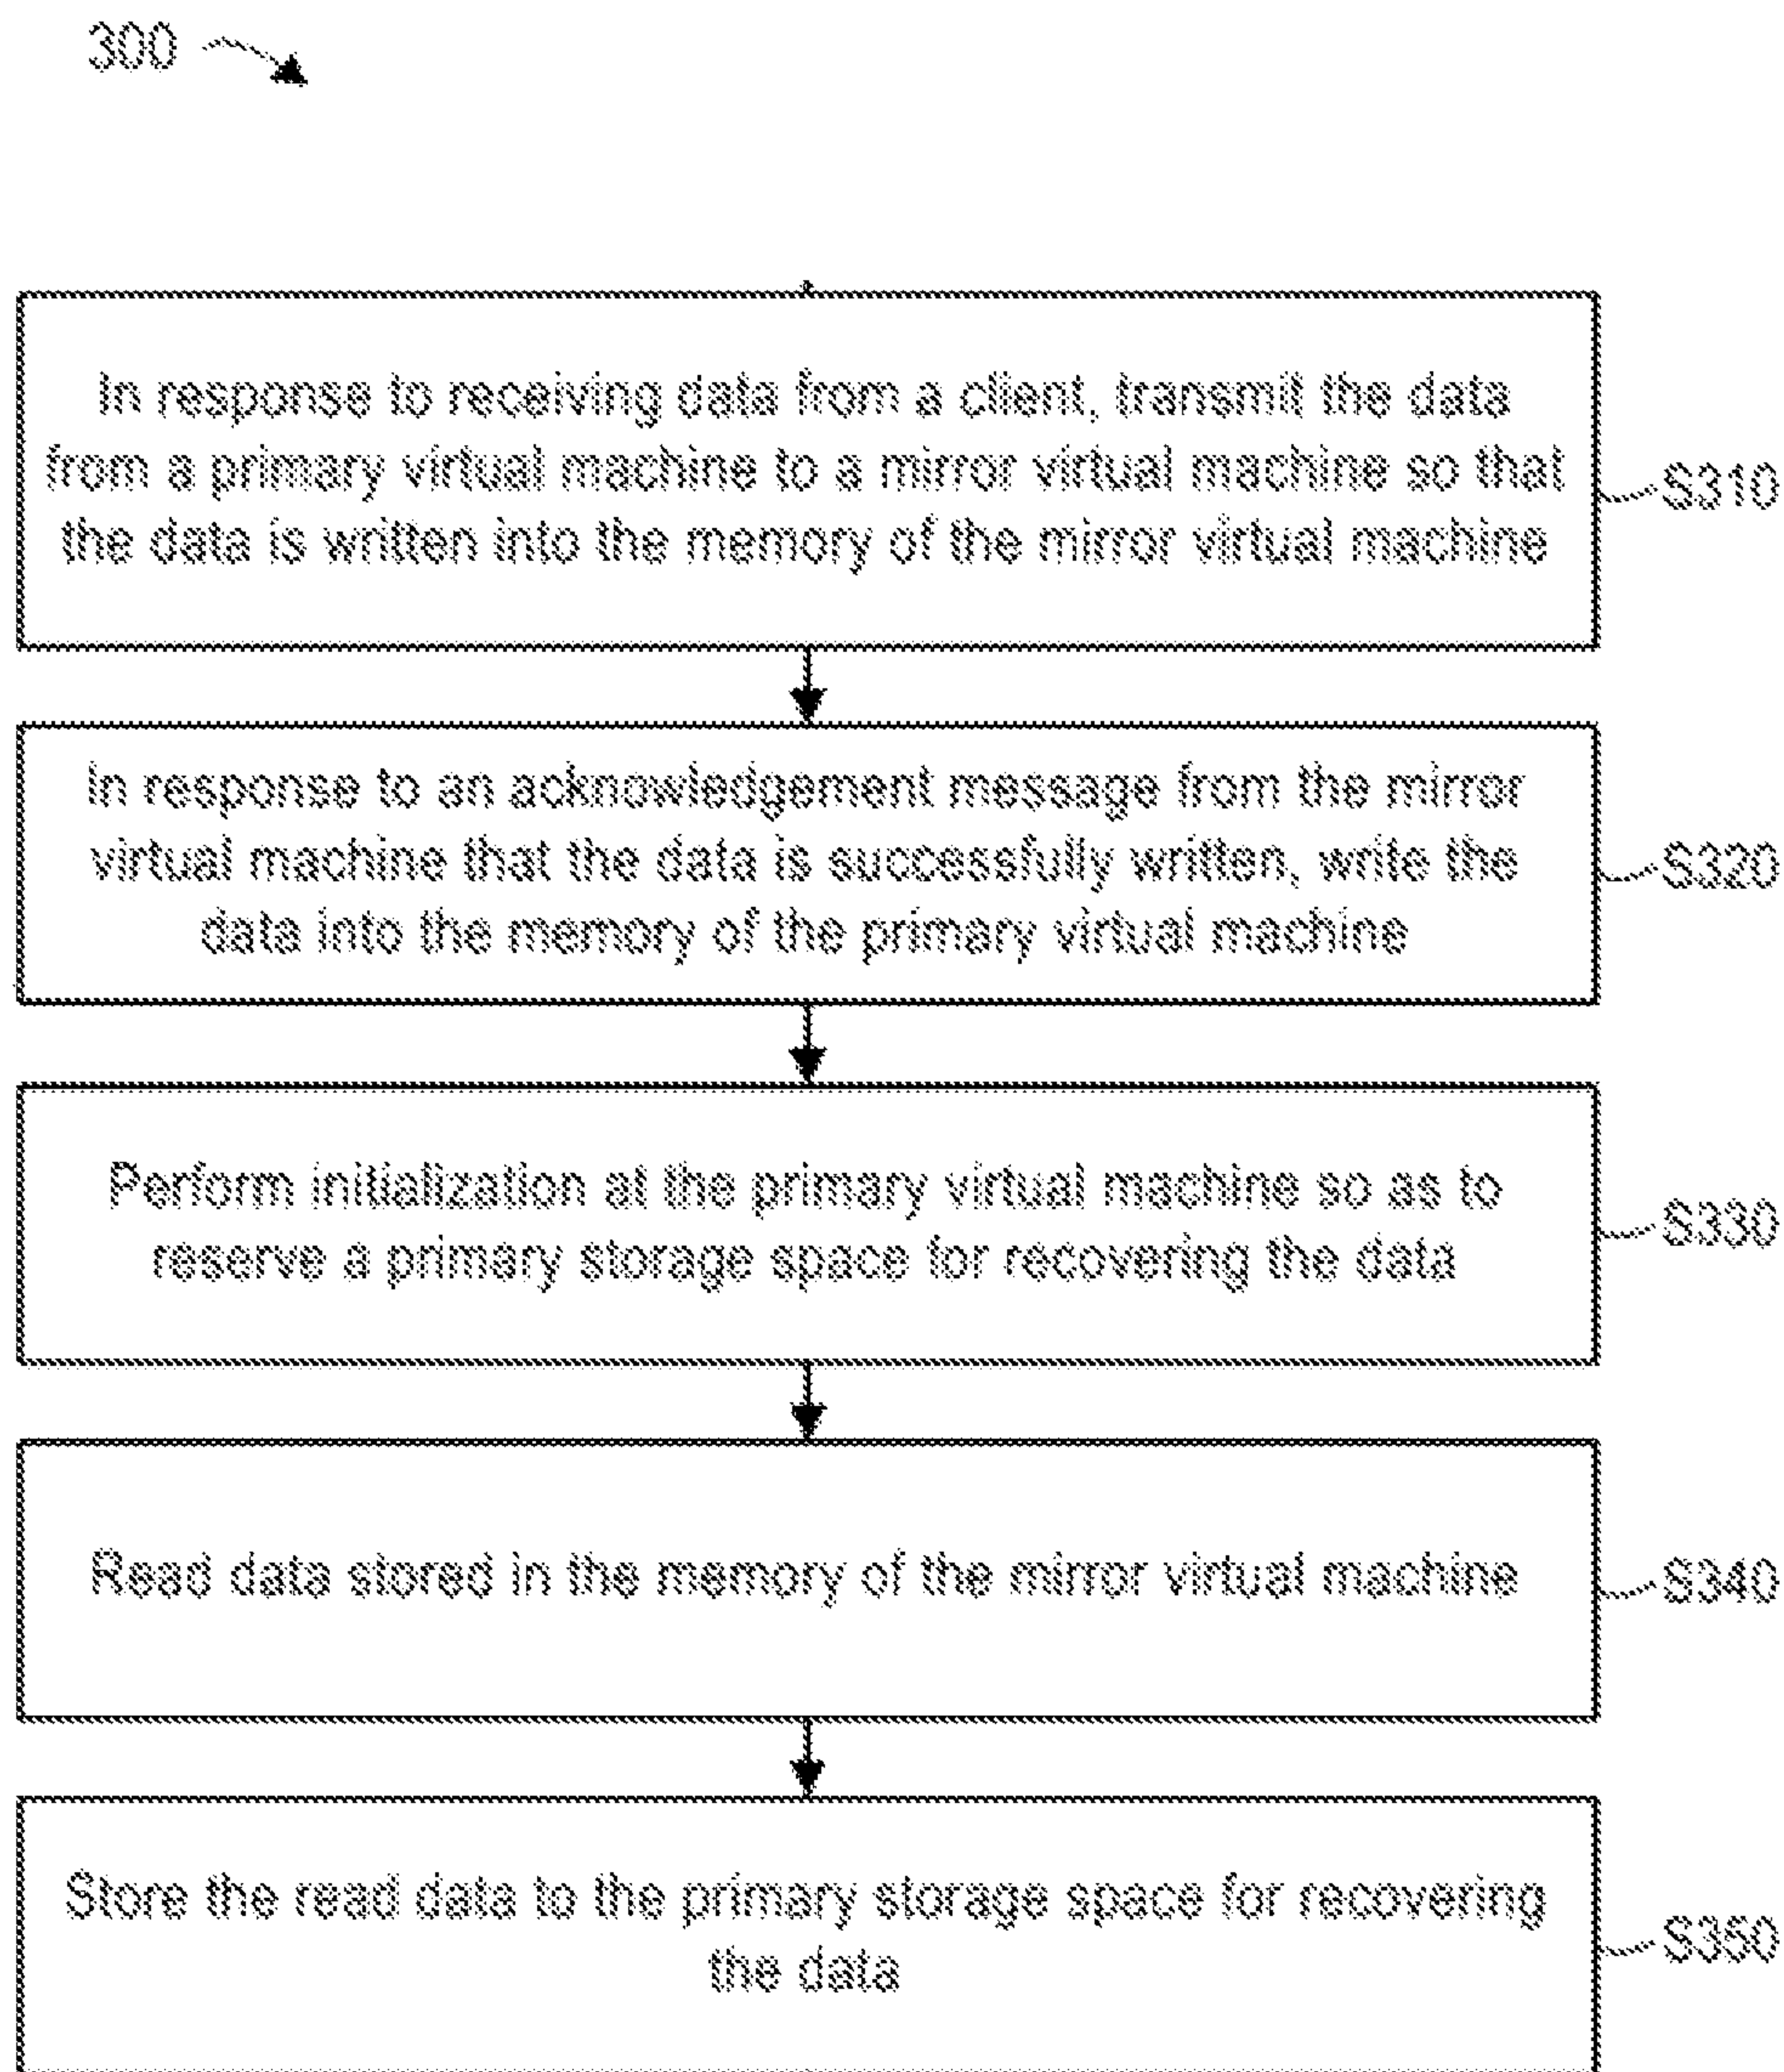 300
In response to receiving data from a client, transmit the data
from a primary virtual machine to a mirror virtual machine so that
the data is written into the memory of the mirror virtual machine
S310
In response to an acknowledgement message from the mirror
virtual machine that the data is successfully written, write the
data into the memory of the primary virtual machine
S320
Perform initialization at the primary virtual machine so as to
reserve a primary storage space for recovering the data
S330
Read data stored in the memory of the mirror virtual machine
S340
Store the read data to the primary storage space for recovering
the data
S350